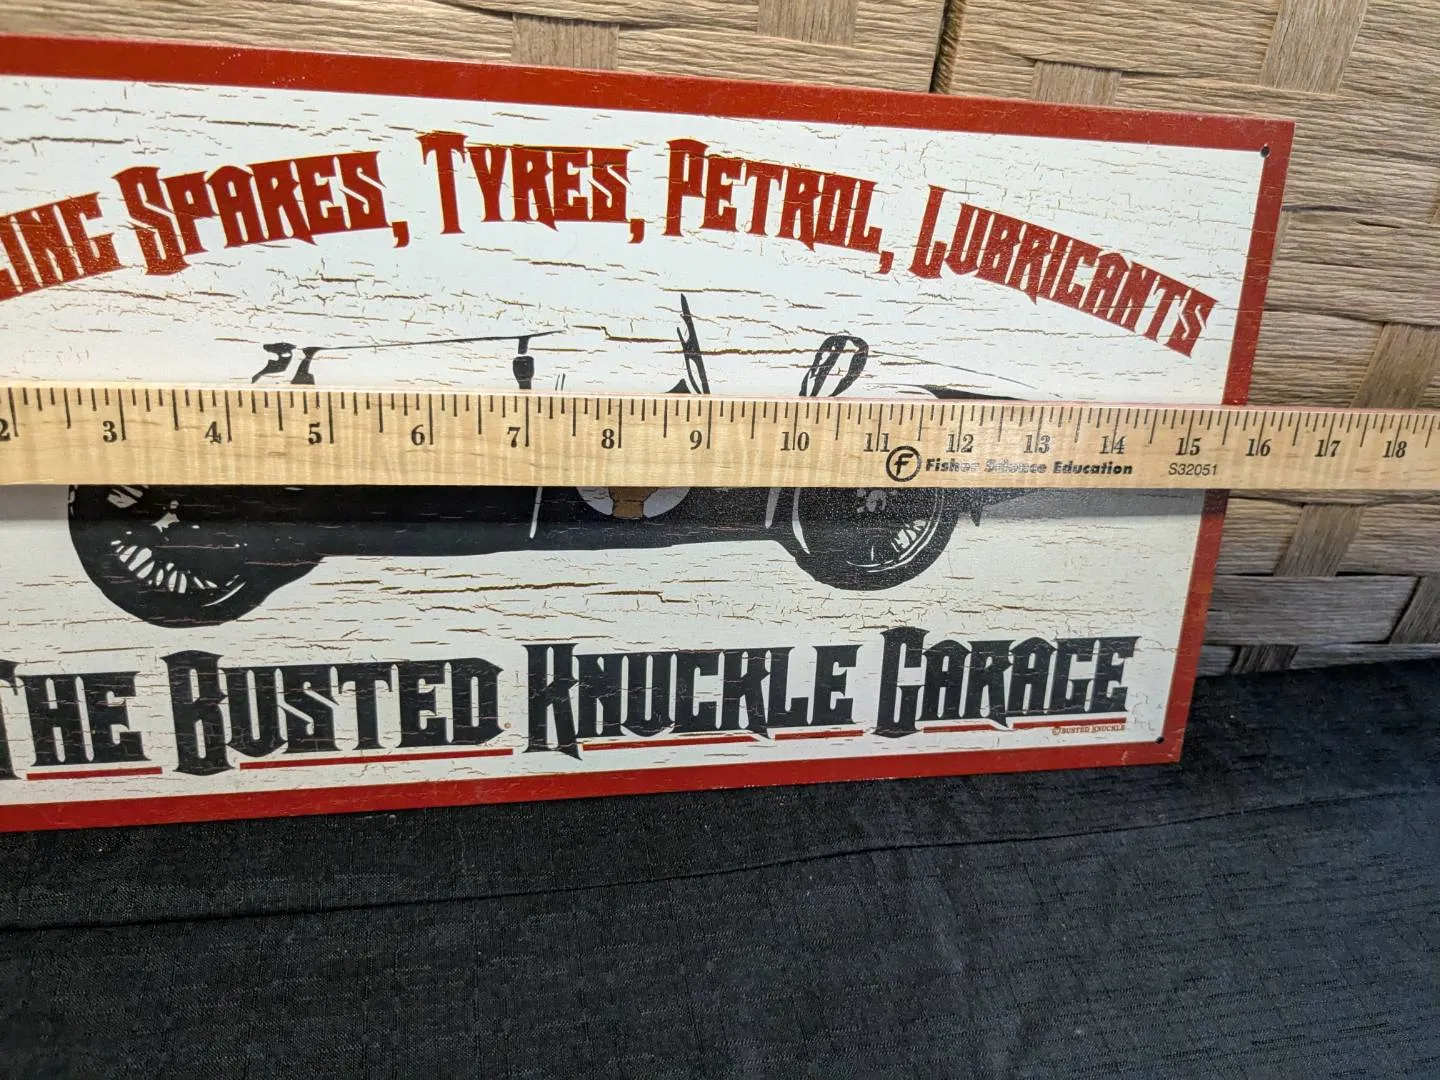 LING SPARES, TYRES, PETROL, LUBRICANTS
2 3 4 5 6 7 8 9 10 11 12 13 14 15 16 17 18
F Fisher Science Education S32051
THE BUSTED KNUCKLE GARAGE
©BUSTED KNUCKLE